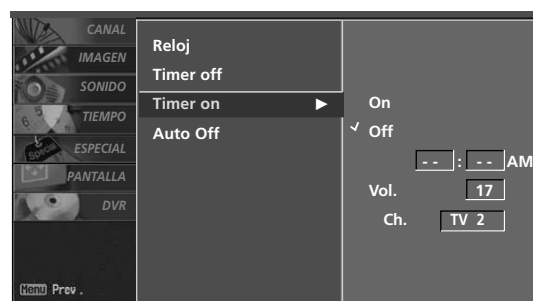 CANAL
IMAGEN
SONIDO
TIEMPO
ESPECIAL
PANTALLA
DVR
Menu Prev.
Reloj
Timer off
Timer on ►
Auto Off
On
✓ Off
- - : - - AM
Vol. 17
Ch. TV 2